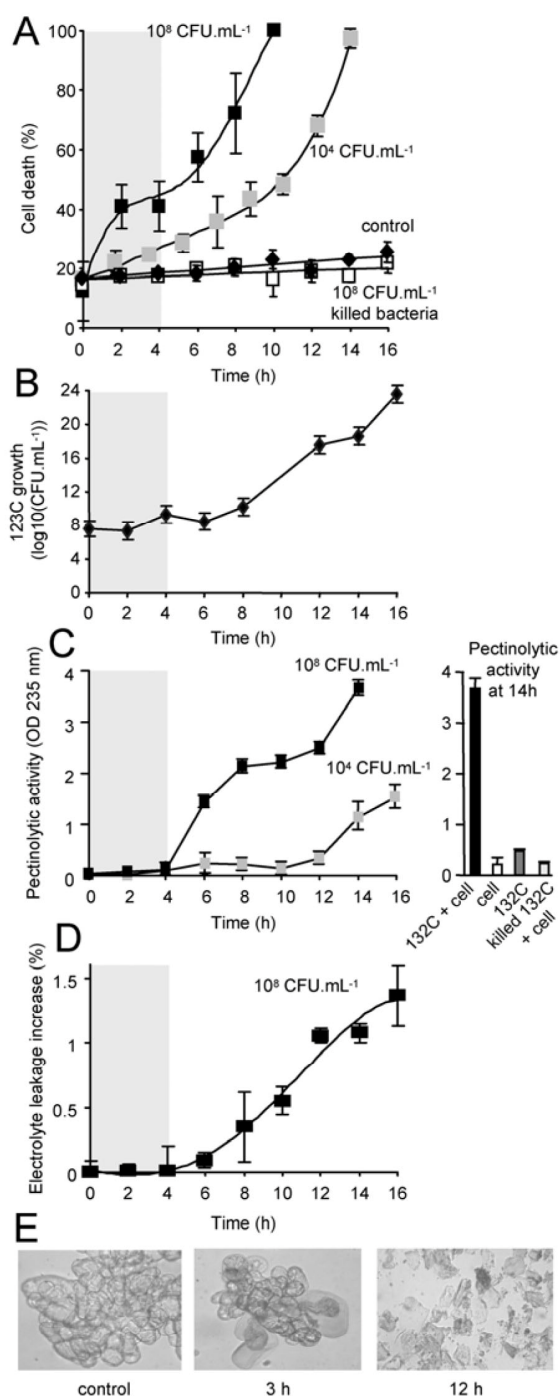 A
10⁸ CFU.mL⁻¹
100
80
60
40
20
0
Cell death (%)
10⁴ CFU.mL⁻¹
control
10⁸ CFU.mL⁻¹
killed bacteria
0 2 4 6 8 10 12 14 16
Time (h)
B
24
20
16
12
8
4
0
123C growth
(log10(CFU.mL⁻¹))
0 2 4 6 8 10 12 14 16
Time (h)
C
10⁸ CFU.mL⁻¹
4
3
2
1
0
Pectinolytic activity (OD 235 nm)
10⁴ CFU.mL⁻¹
0 2 4 6 8 10 12 14 16
Time (h)
Pectinolytic
activity
at 14h
4
3
2
1
0
132C + cell
cell
132C
killed 132C
+ cell
D
10⁸ CFU.mL⁻¹
1.5
1
0.5
0
Electrolyte leakage increase (%)
0 2 4 6 8 10 12 14 16
Time (h)
E
control 3 h 12 h